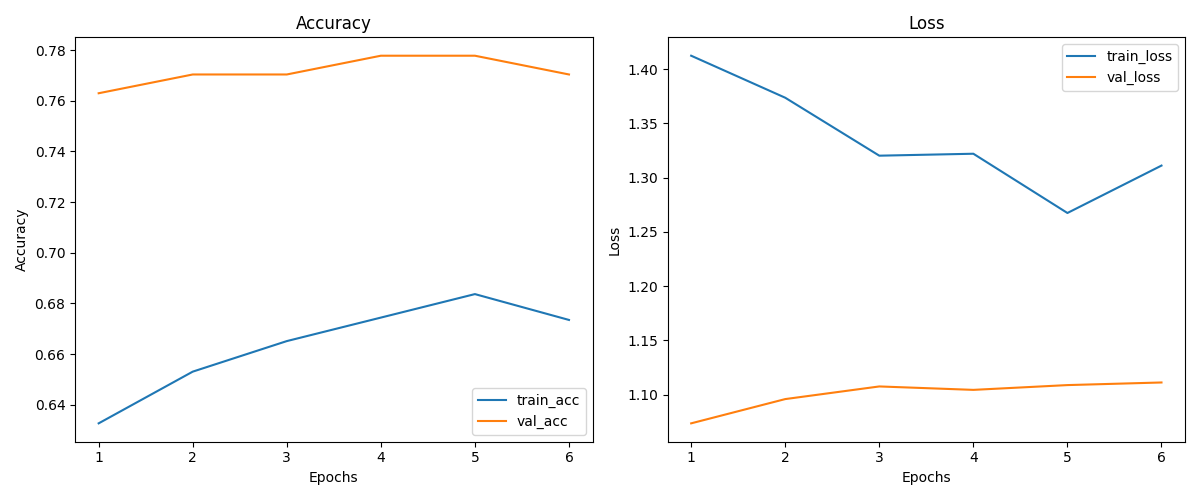 Accuracy
0.78
0.76
0.74
0.72
0.70
0.68
0.66
0.64
Accuracy
train_acc
val_acc
1 2 3 4 5 6
Epochs
Loss
1.40
1.35
1.30
1.25
1.20
1.15
1.10
Loss
train_loss
val_loss
1 2 3 4 5 6
Epochs